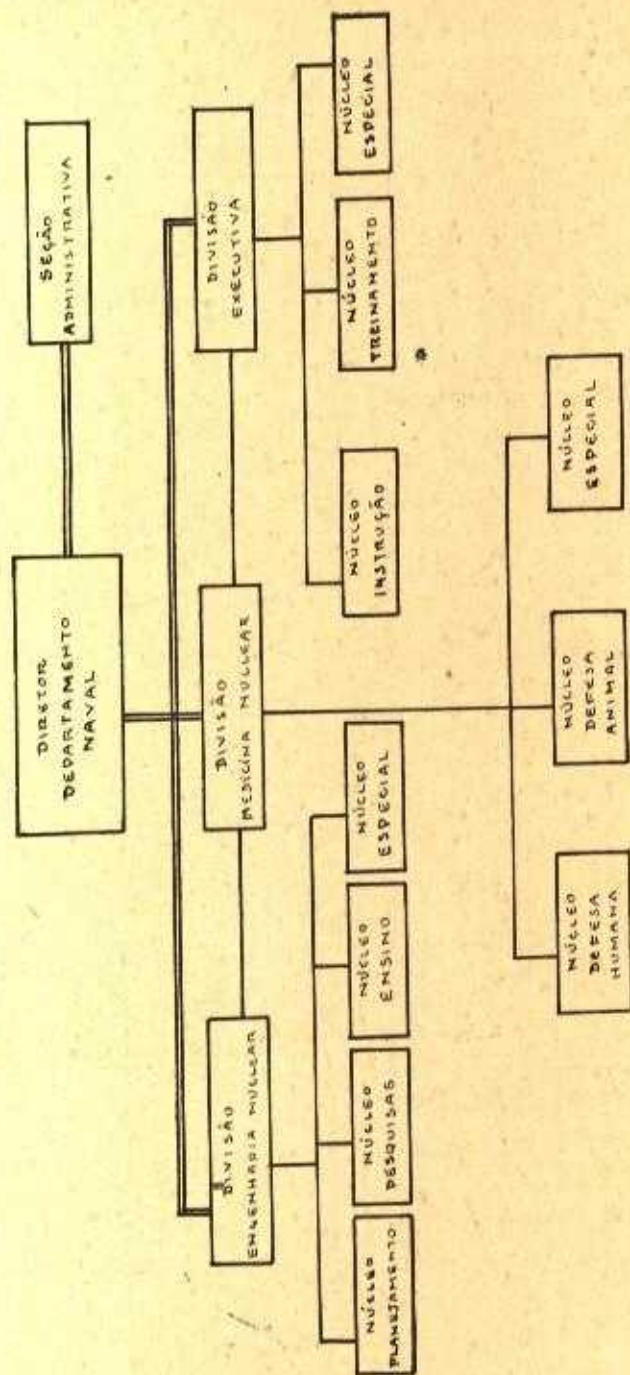 DIRETOR
DEPARTAMENTO
NAVAL
SEÇÃO
ADMINISTRATIVA
DIVISÃO
ENGENHARIA NUCLEAR
DIVISÃO
MEDICINA NUCLEAR
DIVISÃO
EXECUTIVA
NÚCLEO
PLANEJAMENTO
NÚCLEO
PESQUISAS
NÚCLEO
ENSINO
NÚCLEO
ESPECIAL
NÚCLEO
INSTRUÇÃO
NÚCLEO
TREINAMENTO
NÚCLEO
ESPECIAL
NÚCLEO
DEFESA
HUMANA
NÚCLEO
DEFESA
ANIMAL
NÚCLEO
ESPECIAL